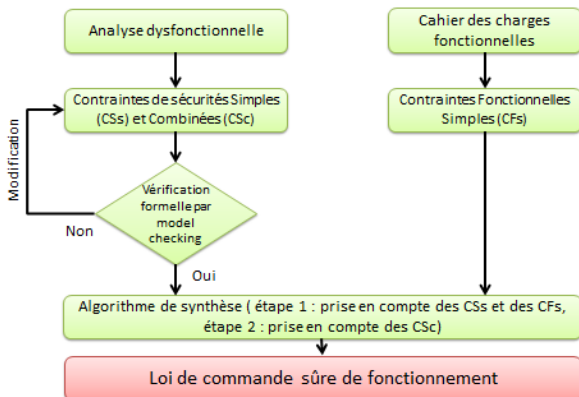 Analyse dysfonctionnelle
Cahier des charges
fonctionnelles
Contraintes de sécurités Simples
(CSs) et Combinées (CSc)
Contraintes Fonctionnelles
Simples (CFs)
Modification
Vérification
formelle par
model
checking
Non
Oui
Algorithme de synthèse ( étape 1 : prise en compte des CSs et des CFs,
étape 2 : prise en compte des CSc)
Loi de commande sûre de fonctionnement